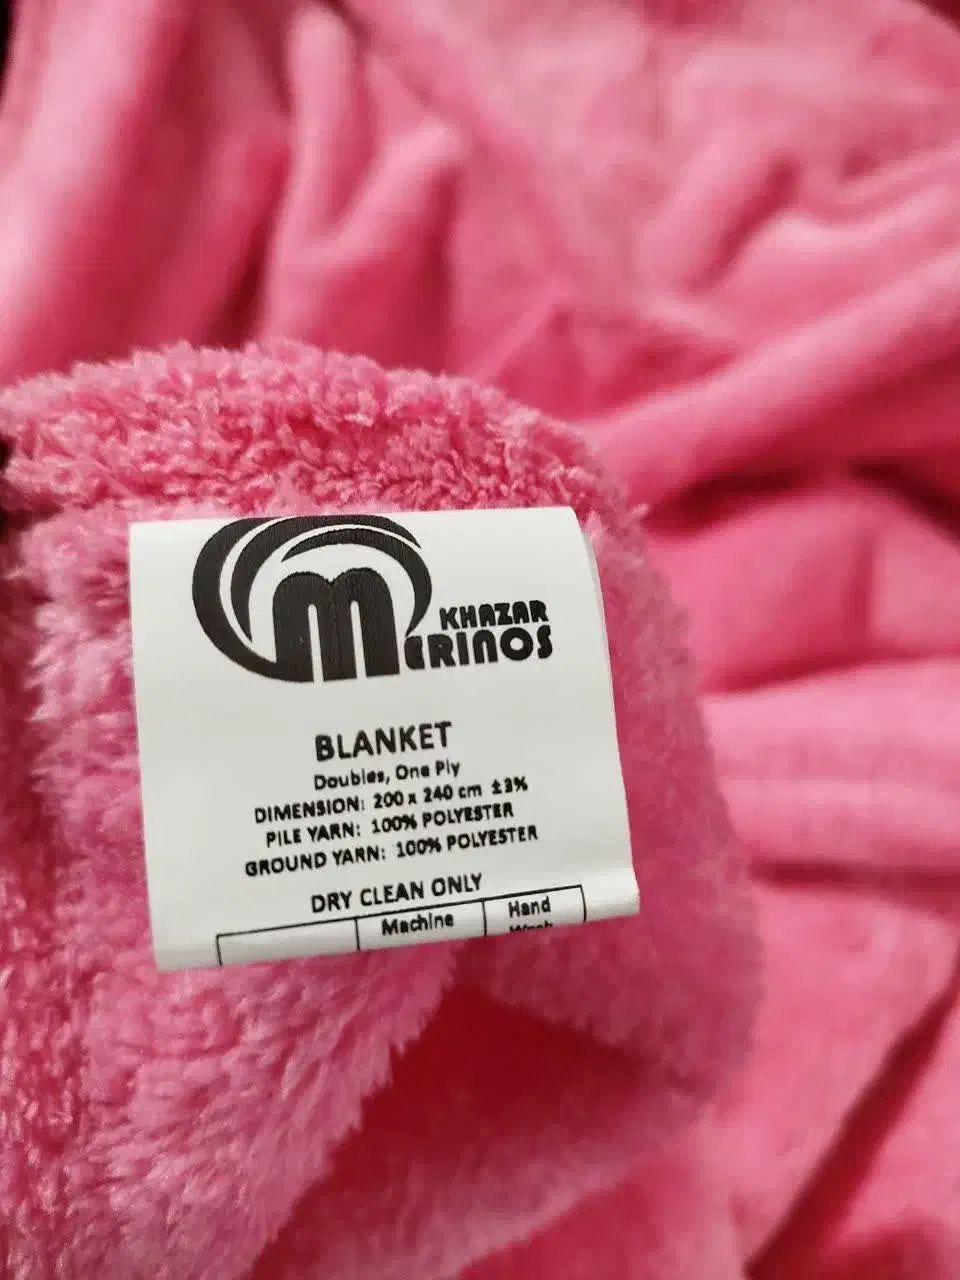 KHAZAR
MERINOS
BLANKET
Doubles, One Ply
DIMENSION: 200 x 240 cm ±3%
PILE YARN: 100% POLYESTER
GROUND YARN: 100% POLYESTER
DRY CLEAN ONLY
Machine
Hand